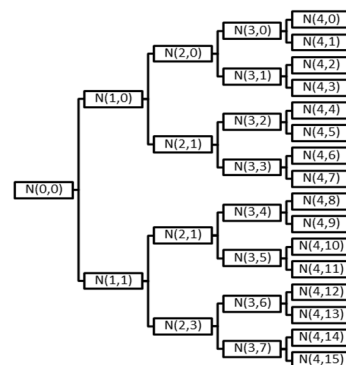 N(0,0)
N(1,0)
N(1,1)
N(2,0)
N(2,1)
N(2,1)
N(2,3)
N(3,0)
N(3,1)
N(3,2)
N(3,3)
N(3,4)
N(3,5)
N(3,6)
N(3,7)
N(4,0)
N(4,1)
N(4,2)
N(4,3)
N(4,4)
N(4,5)
N(4,6)
N(4,7)
N(4,8)
N(4,9)
N(4,10)
N(4,11)
N(4,12)
N(4,13)
N(4,14)
N(4,15)